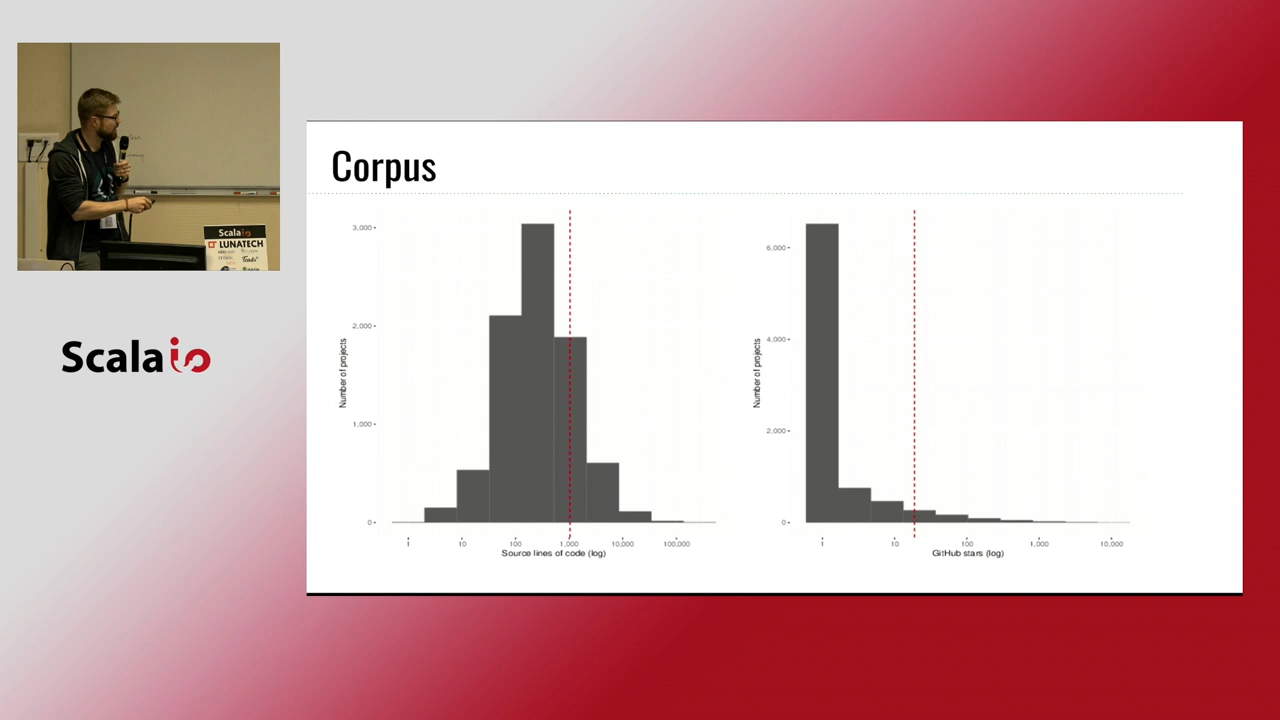 Corpus
3,000
2,000
1,000
0
Number of projects
1
10
100
1,000
10,000
100,000
Source lines of code (log)
6,000
4,000
2,000
0
Number of projects
1
10
100
1,000
10,000
GitHub stars (log)
Scalaio
LUNATECH
Scalaio